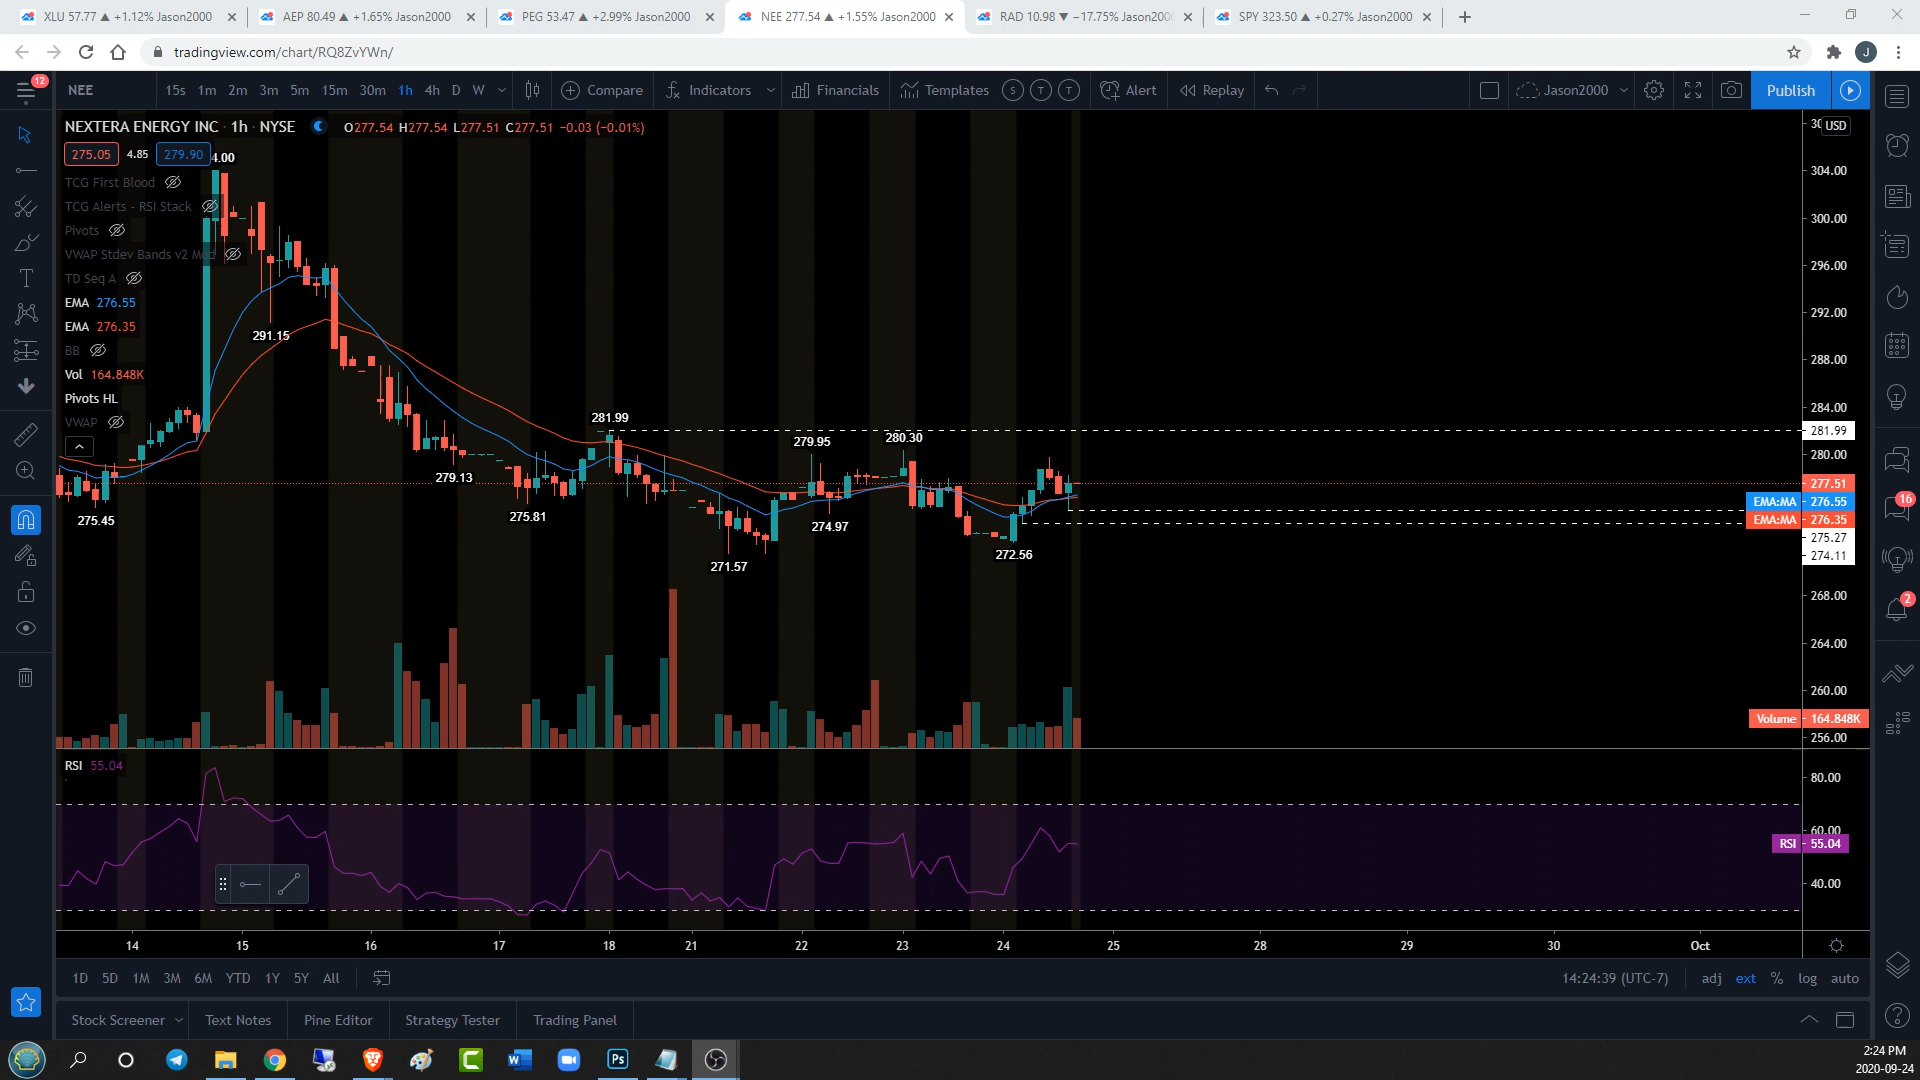 XLU 57.77 ▲ +1.12% Jason2000
AEP 80.49 ▲ +1.65% Jason2000
PEG 53.47 ▲ +2.99% Jason2000
NEE 277.54 ▲ +1.55% Jason2000
RAD 10.98 ▼ −17.75% Jason2000
SPY 323.50 ▲ +0.27% Jason2000
tradingview.com/chart/RQ8ZvYWn/
J
12
NEE
15s 1m 2m 3m 5m 15m 30m 1h 4h D W
Compare
Indicators
Financials
Templates
S T T
Alert
Replay
Jason2000
Publish
NEXTERA ENERGY INC · 1h · NYSE
O277.54 H277.54 L277.51 C277.51 −0.03 (−0.01%)
275.05 4.85 279.90
4.00
TCG First Blood
TCG Alerts - RSI Stack
Pivots
VWAP Stdev Bands v2 Mod
TD Seq A
EMA 276.55
EMA 276.35
BB
Vol 164.848K
Pivots HL
VWAP
291.15
281.99
279.95
280.30
279.13
275.45
275.81
274.97
271.57
272.56
USD
304.00
300.00
296.00
292.00
288.00
284.00
281.99
280.00
277.51
EMA:MA 276.55
EMA:MA 276.35
275.27
274.11
268.00
264.00
260.00
Volume 164.848K
256.00
RSI 55.04
80.00
60.00
RSI 55.04
40.00
14 15 16 17 18 21 22 23 24 25 28 29 30 Oct
1D 5D 1M 3M 6M YTD 1Y 5Y All
14:24:39 (UTC-7)
adj ext % log auto
Stock Screener
Text Notes
Pine Editor
Strategy Tester
Trading Panel
16
2
Ps
2:24 PM
2020-09-24